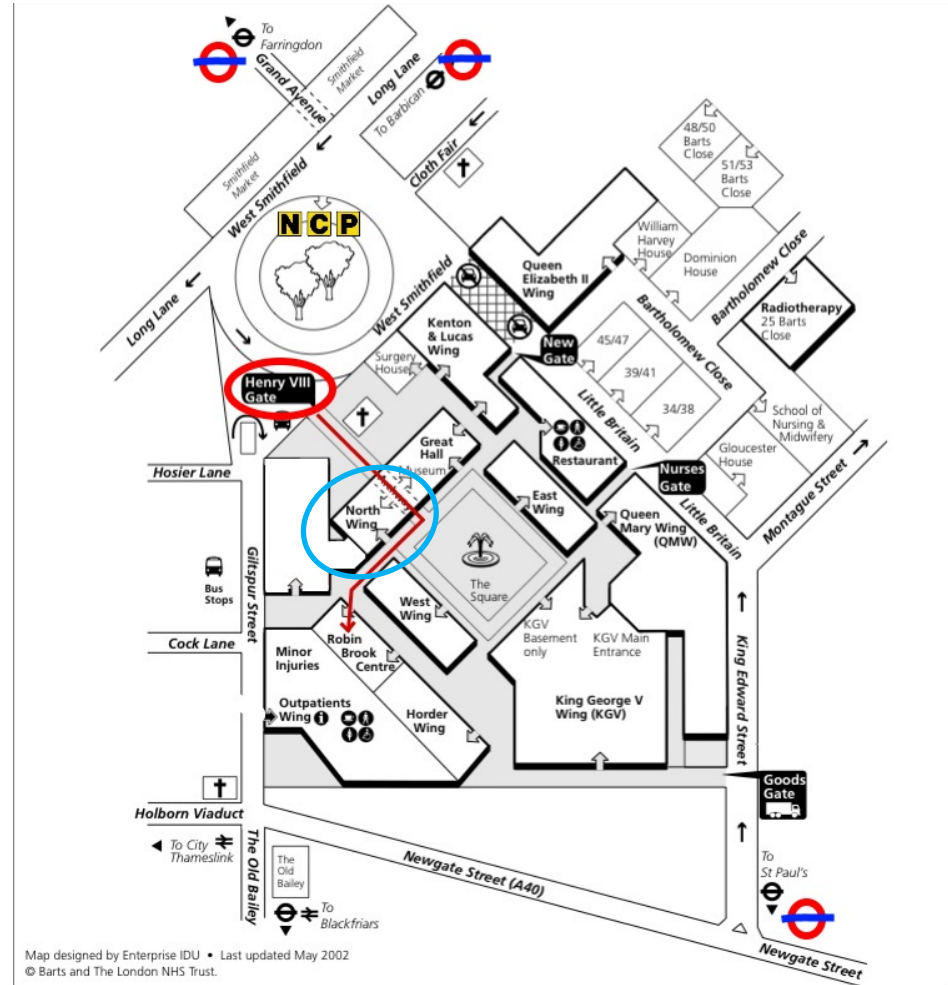 To
Farringdon
Grand Avenue
Smithfield
Market
Long Lane
To Barbican
Smithfield
Market
West Smithfield
Cloth Fair
48/50
Barts
Close
51/53
Barts
Close
NCP
Long Lane
William
Harvey
House
Dominion
House
Bartholomew Close
Queen
Elizabeth II
Wing
West Smithfield
Bartholomew Close
Radiotherapy
25 Barts
Close
Kenton
& Lucas
Wing
New
Gate
45/47
Surgery
House
39/41
34/38
Henry VIII
Gate
Little Britain
School of
Nursing &
Midwifery
Great
Hall
Museum
Restaurant
Gloucester
House
Hosier Lane
Nurses
Gate
Montague Street
North
Wing
East
Wing
Queen
Mary Wing
(QMW)
Little Britain
Giltspur Street
Bus
Stops
The
Square
West
Wing
KGV
Basement
only
KGV Main
Entrance
Cock Lane
Robin
Brook
Centre
Minor
Injuries
King Edward Street
Outpatients
Wing i
Horder
Wing
King George V
Wing (KGV)
Goods
Gate
Holborn Viaduct
To City
Thameslink
The Old Bailey
The
Old
Bailey
To
Blackfriars
Newgate Street (A40)
To
St Paul's
Newgate Street
Map designed by Enterprise IDU • Last updated May 2002
© Barts and The London NHS Trust.